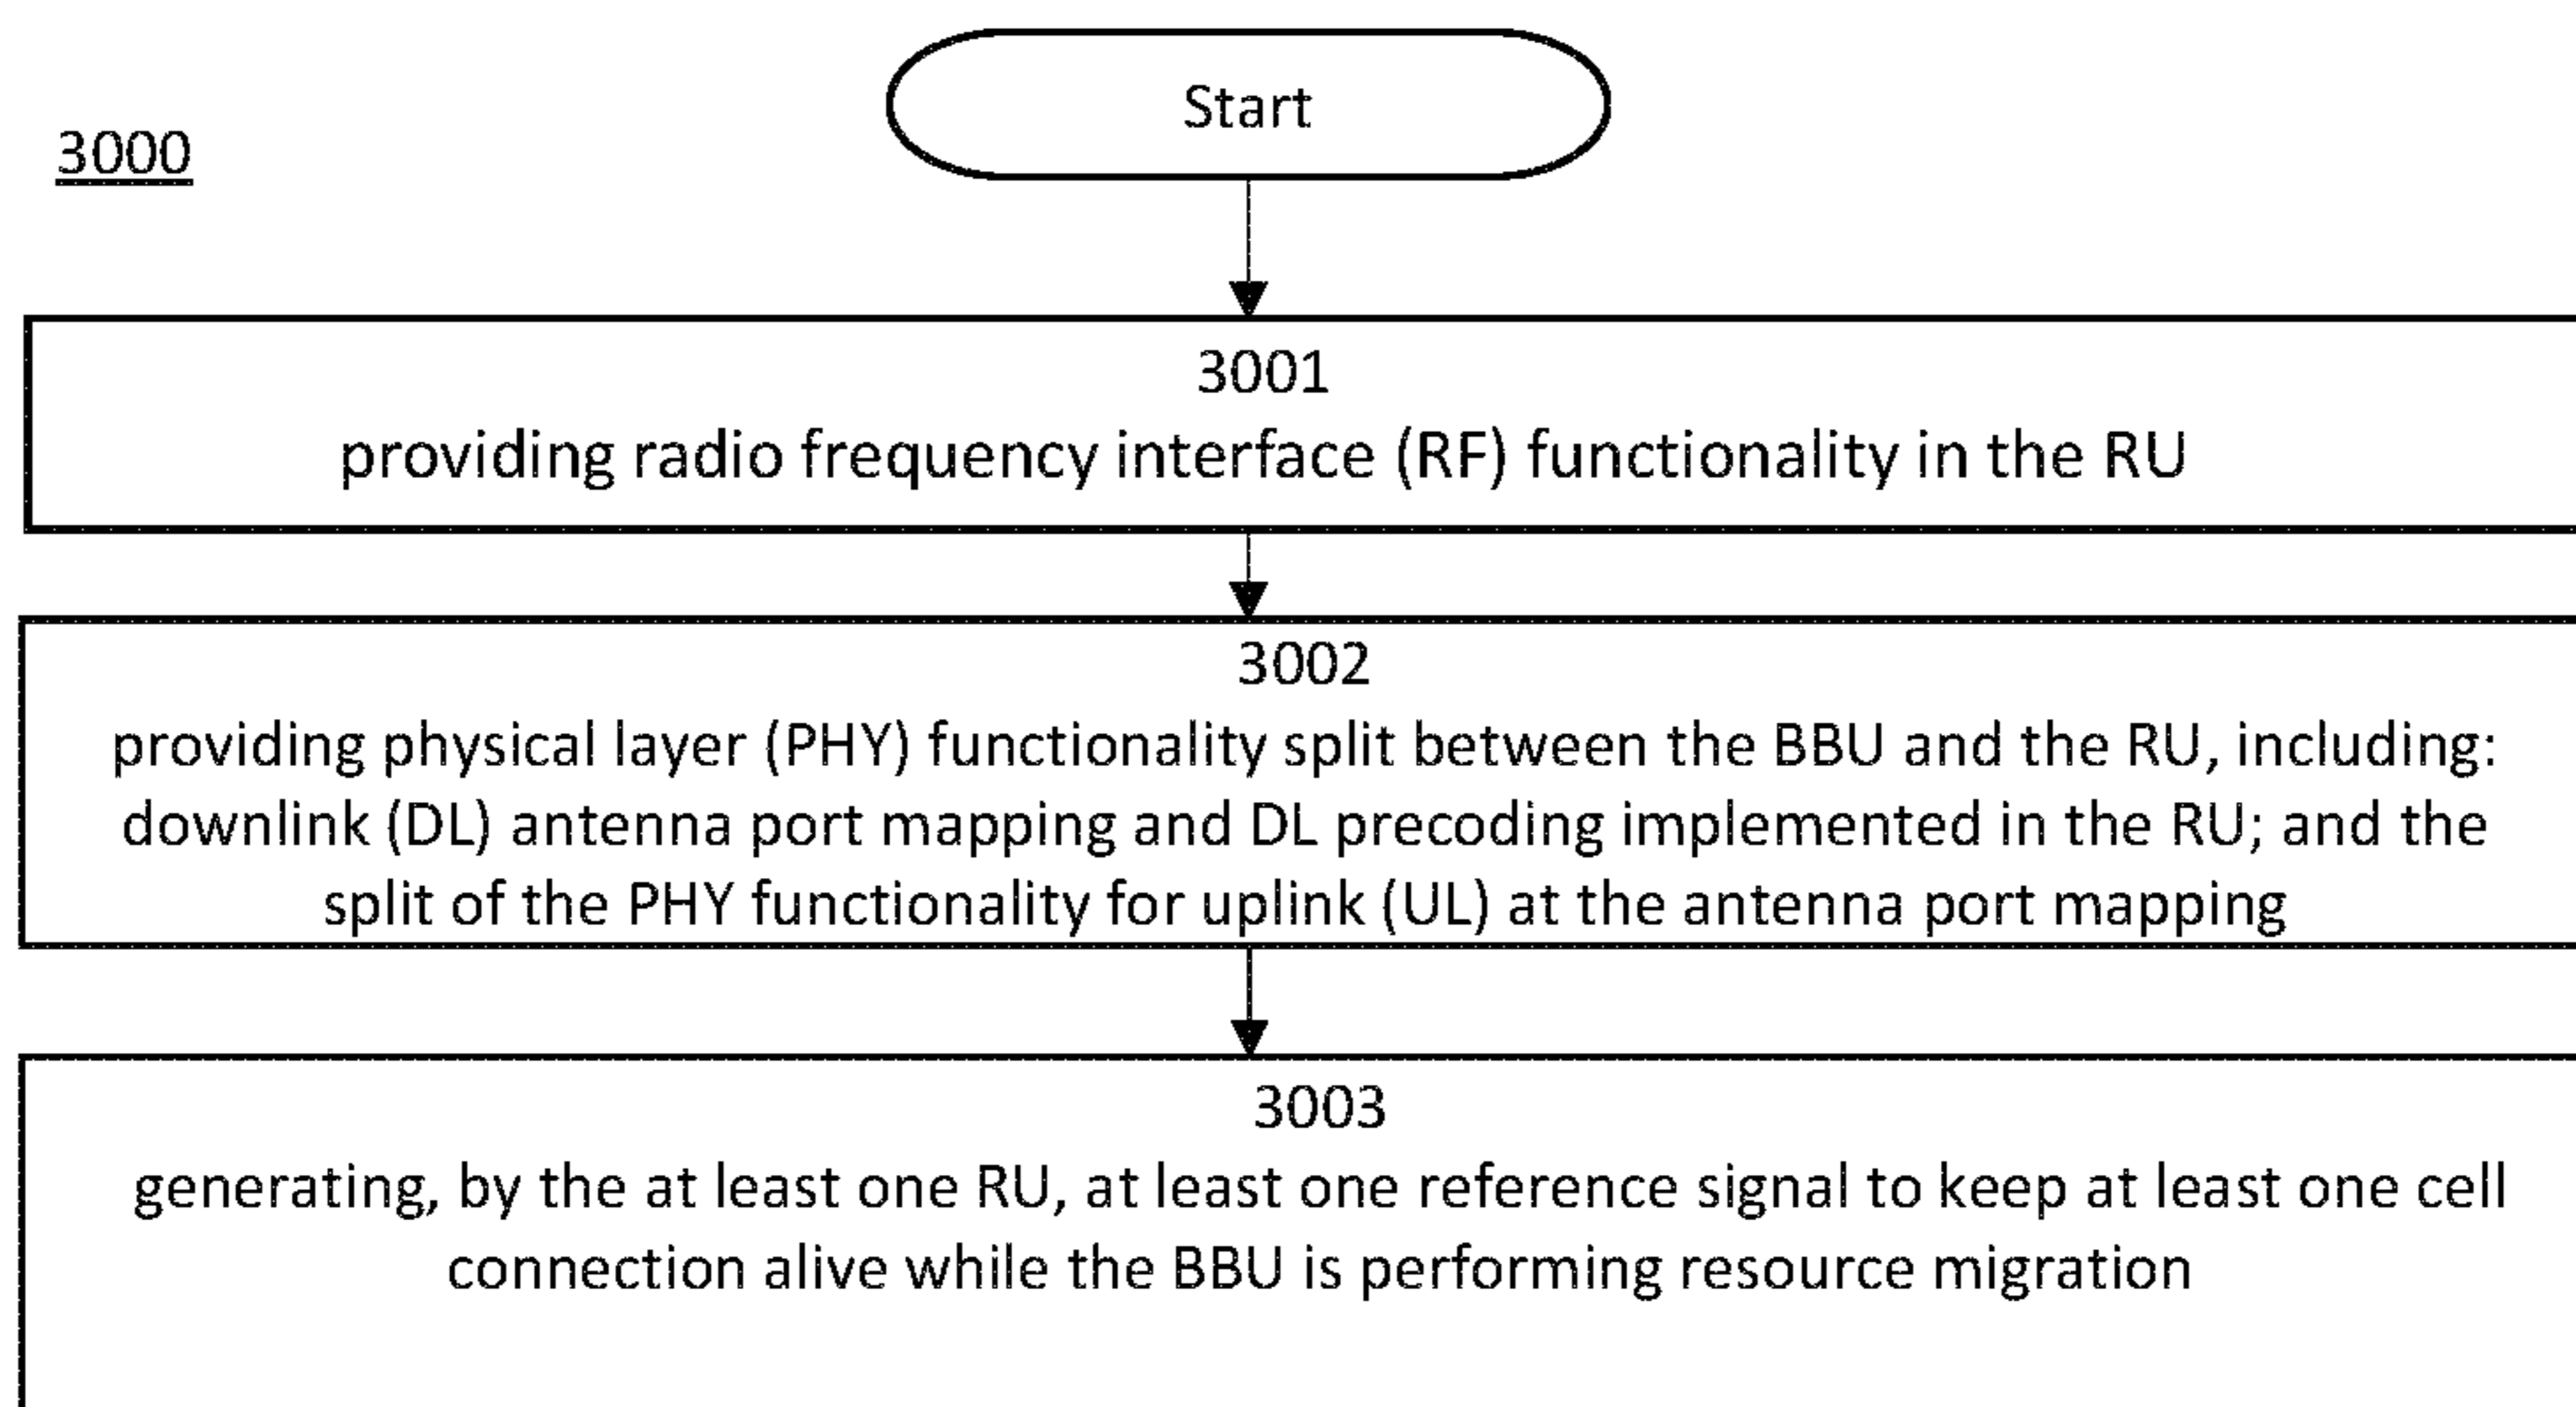 Start
3000
3001
providing radio frequency interface (RF) functionality in the RU
3002
providing physical layer (PHY) functionality split between the BBU and the RU, including:
downlink (DL) antenna port mapping and DL precoding implemented in the RU; and the
split of the PHY functionality for uplink (UL) at the antenna port mapping
3003
generating, by the at least one RU, at least one reference signal to keep at least one cell
connection alive while the BBU is performing resource migration